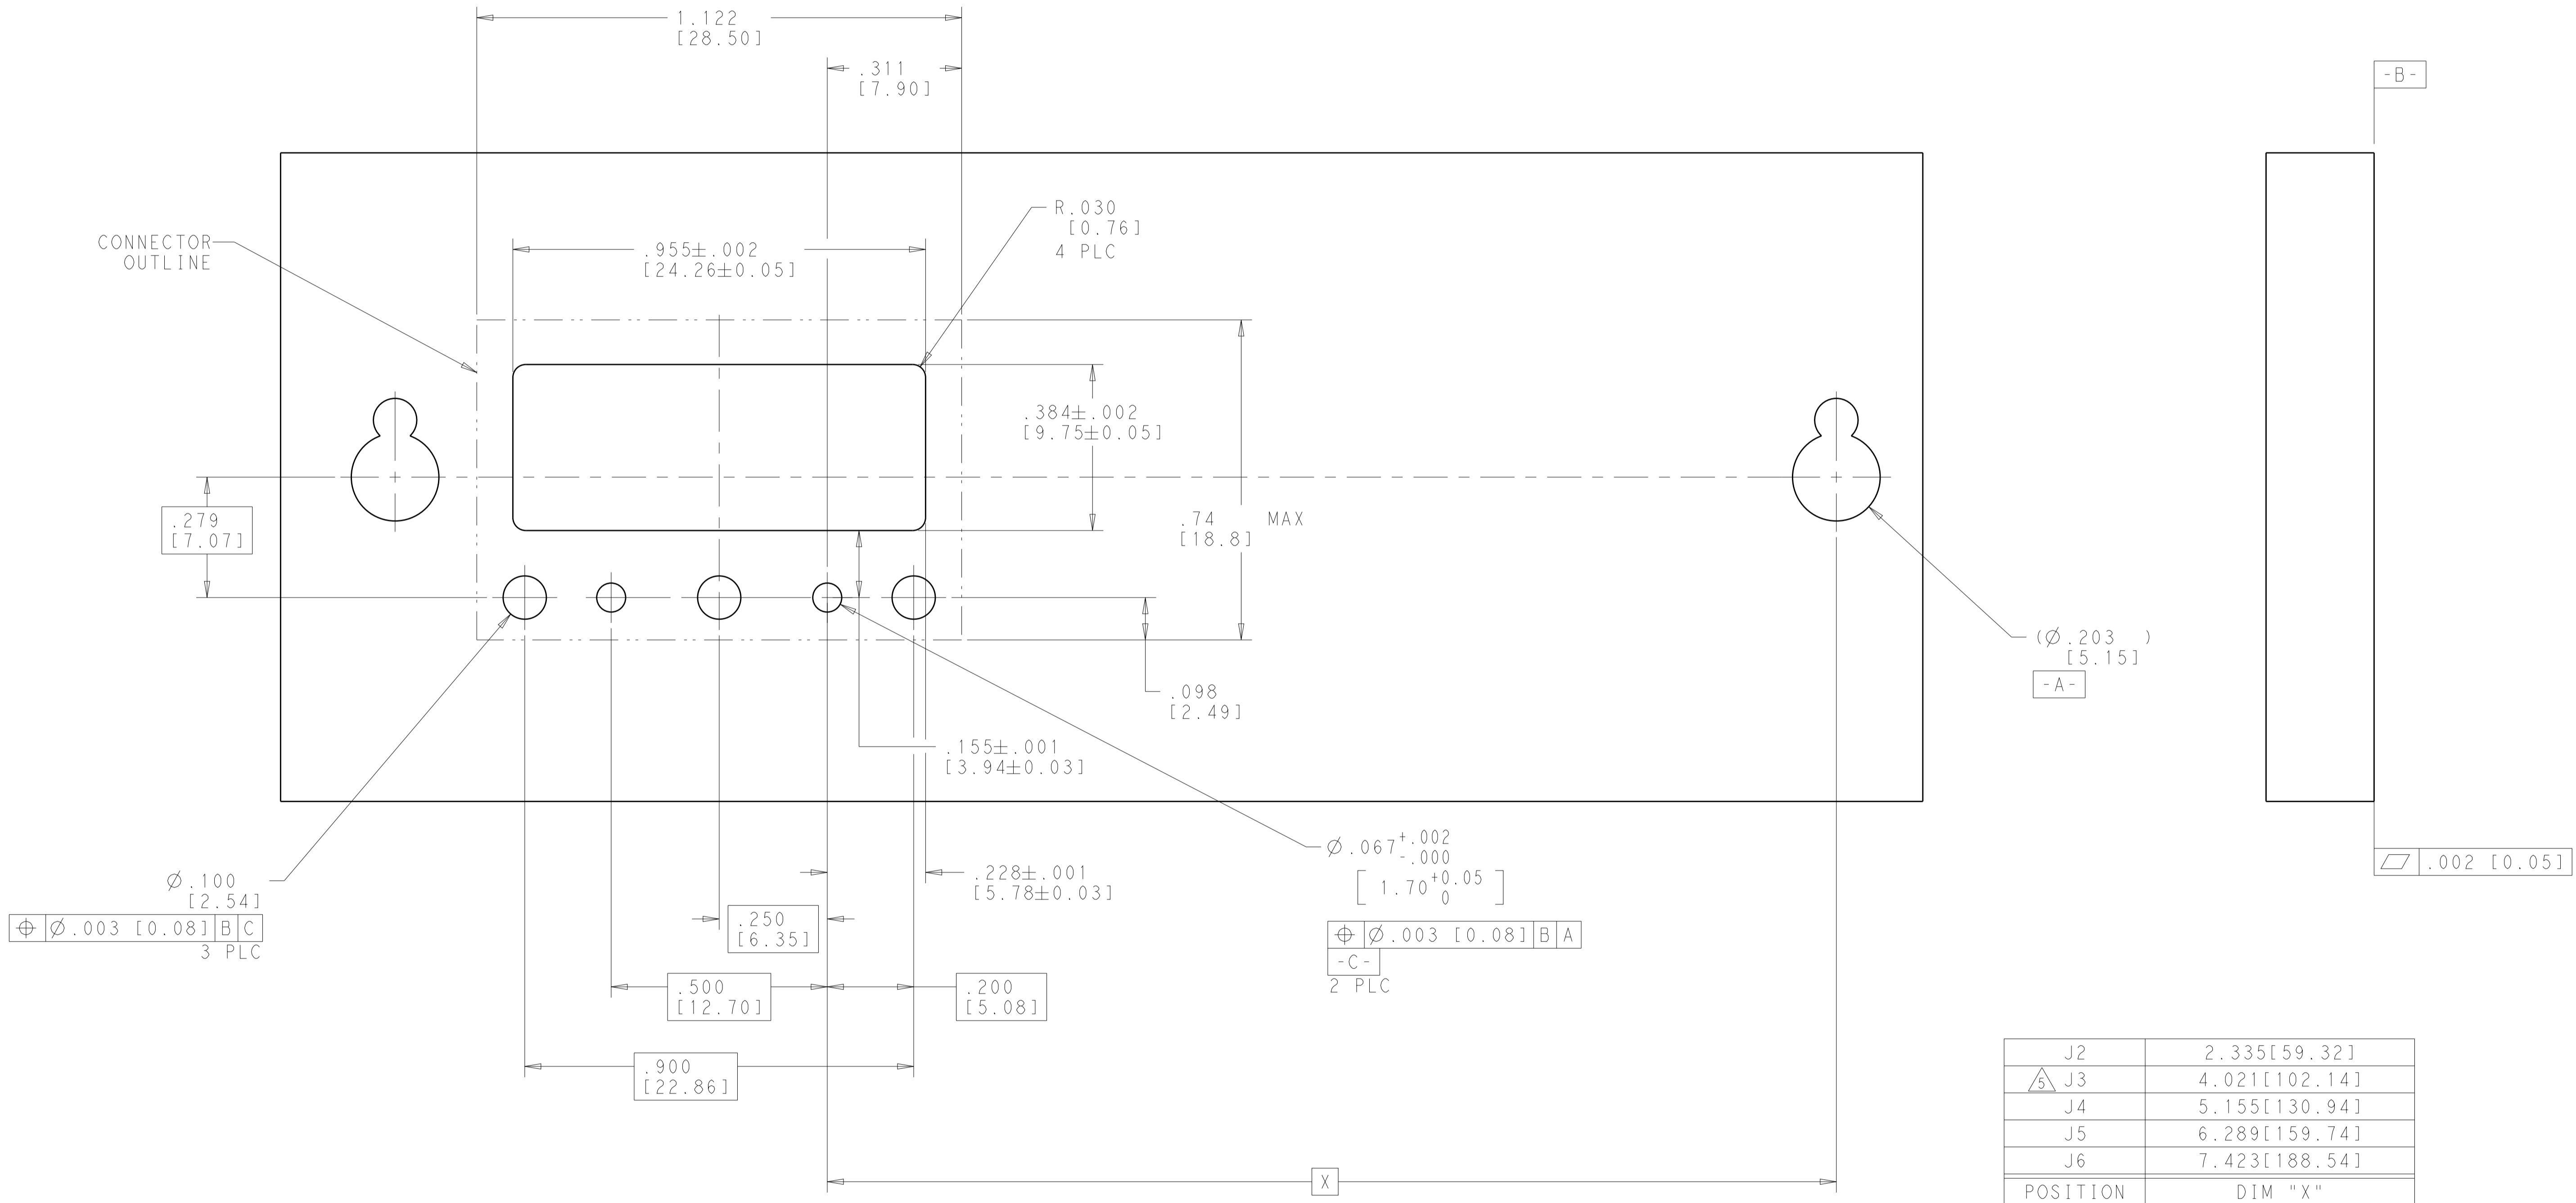 1.122
[28.50]
.311
[7.90]
-B-
R.030
[0.76]
4 PLC
CONNECTOR
OUTLINE
.955±.002
[24.26±0.05]
.384±.002
[9.75±0.05]
.279
[7.07]
.74 MAX
[18.8]
(Ø.203 )
[5.15]
-A-
.098
[2.49]
.155±.001
[3.94±0.03]
Ø.067+.002
-.000
[1.70+0.05
0]
⌖ Ø.003 [0.08] B A
-C-
2 PLC
⏥ .002 [0.05]
Ø.100
[2.54]
⌖ Ø.003 [0.08] B C
3 PLC
.228±.001
[5.78±0.03]
.250
[6.35]
.500
[12.70]
.200
[5.08]
.900
[22.86]
X
J2 2.335[59.32]
5 J3 4.021[102.14]
J4 5.155[130.94]
J5 6.289[159.74]
J6 7.423[188.54]
POSITION DIM "X"